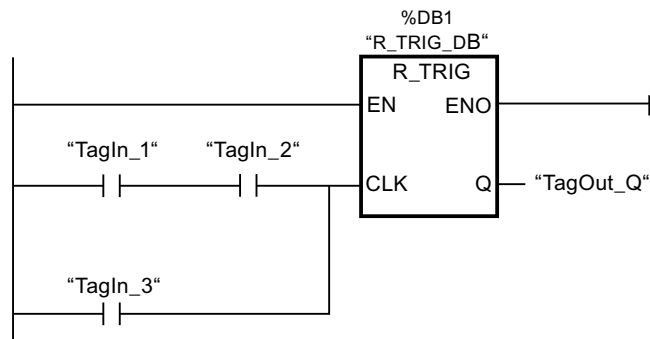 %DB1
“R_TRIG_DB“
R_TRIG
EN ENO
“TagIn_1“ “TagIn_2“
CLK Q “TagOut_Q“
“TagIn_3“